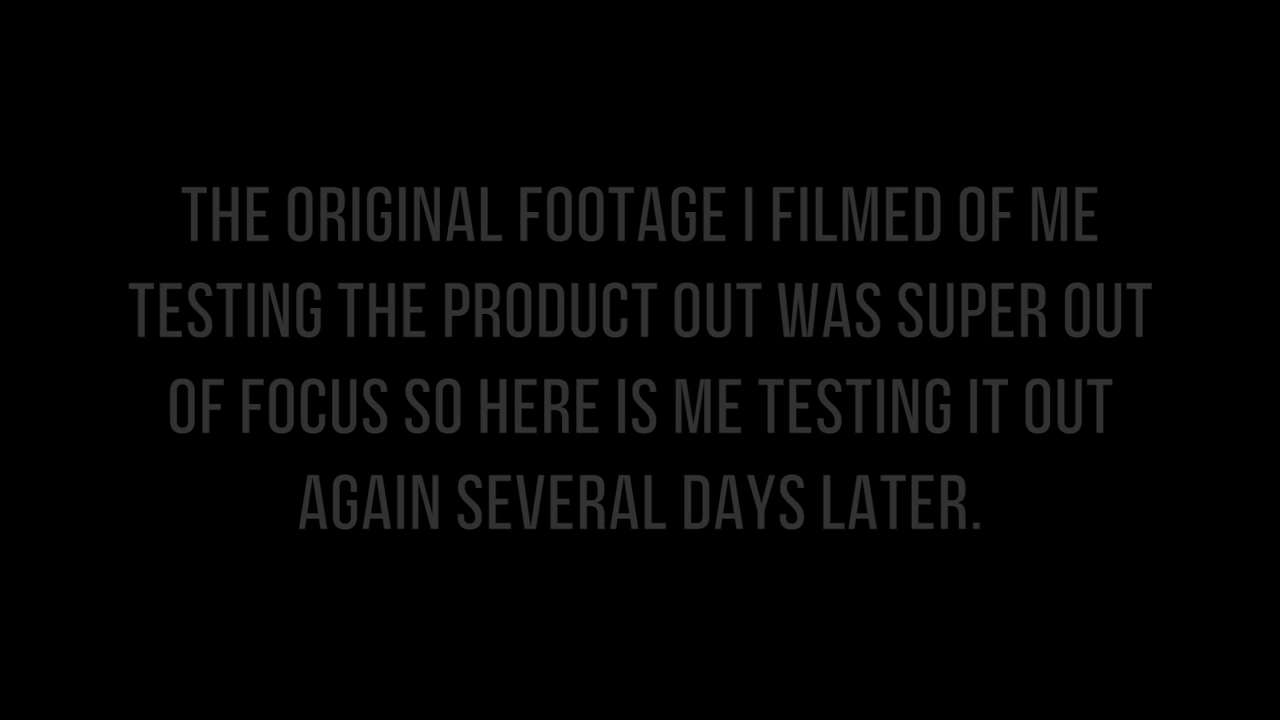 THE ORIGINAL FOOTAGE I FILMED OF ME
TESTING THE PRODUCT OUT WAS SUPER OUT
OF FOCUS SO HERE IS ME TESTING IT OUT
AGAIN SEVERAL DAYS LATER.